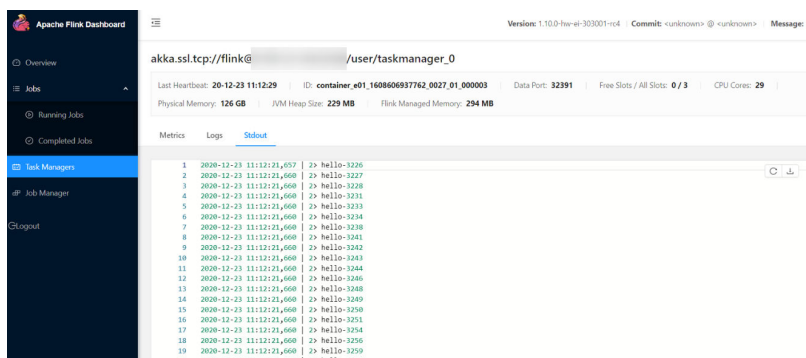 Apache Flink Dashboard
Version: 1.10.0-hw-ei-303001-rc4 Commit: <unknown> @ <unknown> Message:
Overview
Jobs
Running Jobs
Completed Jobs
Task Managers
Job Manager
Logout
akka.ssl.tcp://flink@ /user/taskmanager_0
Last Heartbeat: 20-12-23 11:12:29 ID: container_e01_1608606937762_0027_01_000003 Data Port: 32391 Free Slots / All Slots: 0 / 3 CPU Cores: 29
Physical Memory: 126 GB JVM Heap Size: 229 MB Flink Managed Memory: 294 MB
Metrics Logs Stdout
1 2020-12-23 11:12:21,657 | 2> hello-3226
2 2020-12-23 11:12:21,660 | 2> hello-3227
3 2020-12-23 11:12:21,660 | 2> hello-3228
4 2020-12-23 11:12:21,660 | 2> hello-3231
5 2020-12-23 11:12:21,660 | 2> hello-3233
6 2020-12-23 11:12:21,660 | 2> hello-3234
7 2020-12-23 11:12:21,660 | 2> hello-3238
8 2020-12-23 11:12:21,660 | 2> hello-3241
9 2020-12-23 11:12:21,660 | 2> hello-3242
10 2020-12-23 11:12:21,660 | 2> hello-3243
11 2020-12-23 11:12:21,660 | 2> hello-3244
12 2020-12-23 11:12:21,660 | 2> hello-3246
13 2020-12-23 11:12:21,660 | 2> hello-3248
14 2020-12-23 11:12:21,660 | 2> hello-3249
15 2020-12-23 11:12:21,660 | 2> hello-3250
16 2020-12-23 11:12:21,660 | 2> hello-3251
17 2020-12-23 11:12:21,660 | 2> hello-3254
18 2020-12-23 11:12:21,660 | 2> hello-3256
19 2020-12-23 11:12:21,660 | 2> hello-3259